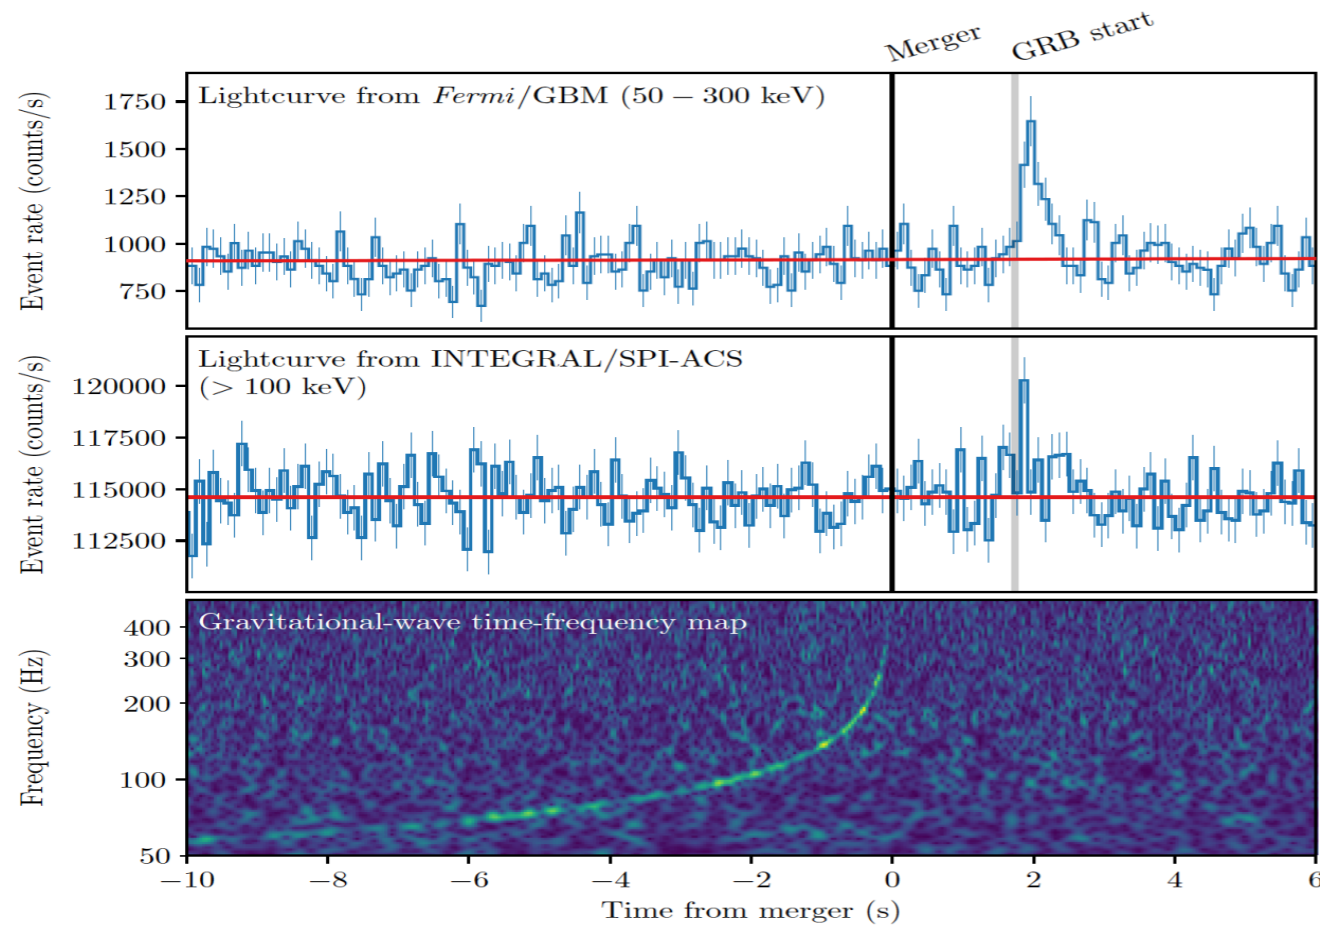 Merger
GRB start
Lightcurve from Fermi/GBM (50 − 300 keV)
Event rate (counts/s)
1750
1500
1250
1000
750
Lightcurve from INTEGRAL/SPI-ACS
(> 100 keV)
Event rate (counts/s)
120000
117500
115000
112500
Gravitational-wave time-frequency map
Frequency (Hz)
400
300
200
100
50
−10 −8 −6 −4 −2 0 2 4 6
Time from merger (s)